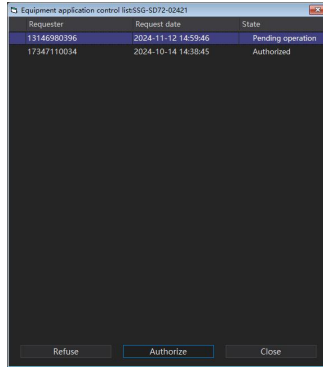 Equipment application control list:SSG-SD72-02421
Requester Request date State
13146980396 2024-11-12 14:59:46 Pending operation
17347110034 2024-10-14 14:38:45 Authorized
Refuse Authorize Close